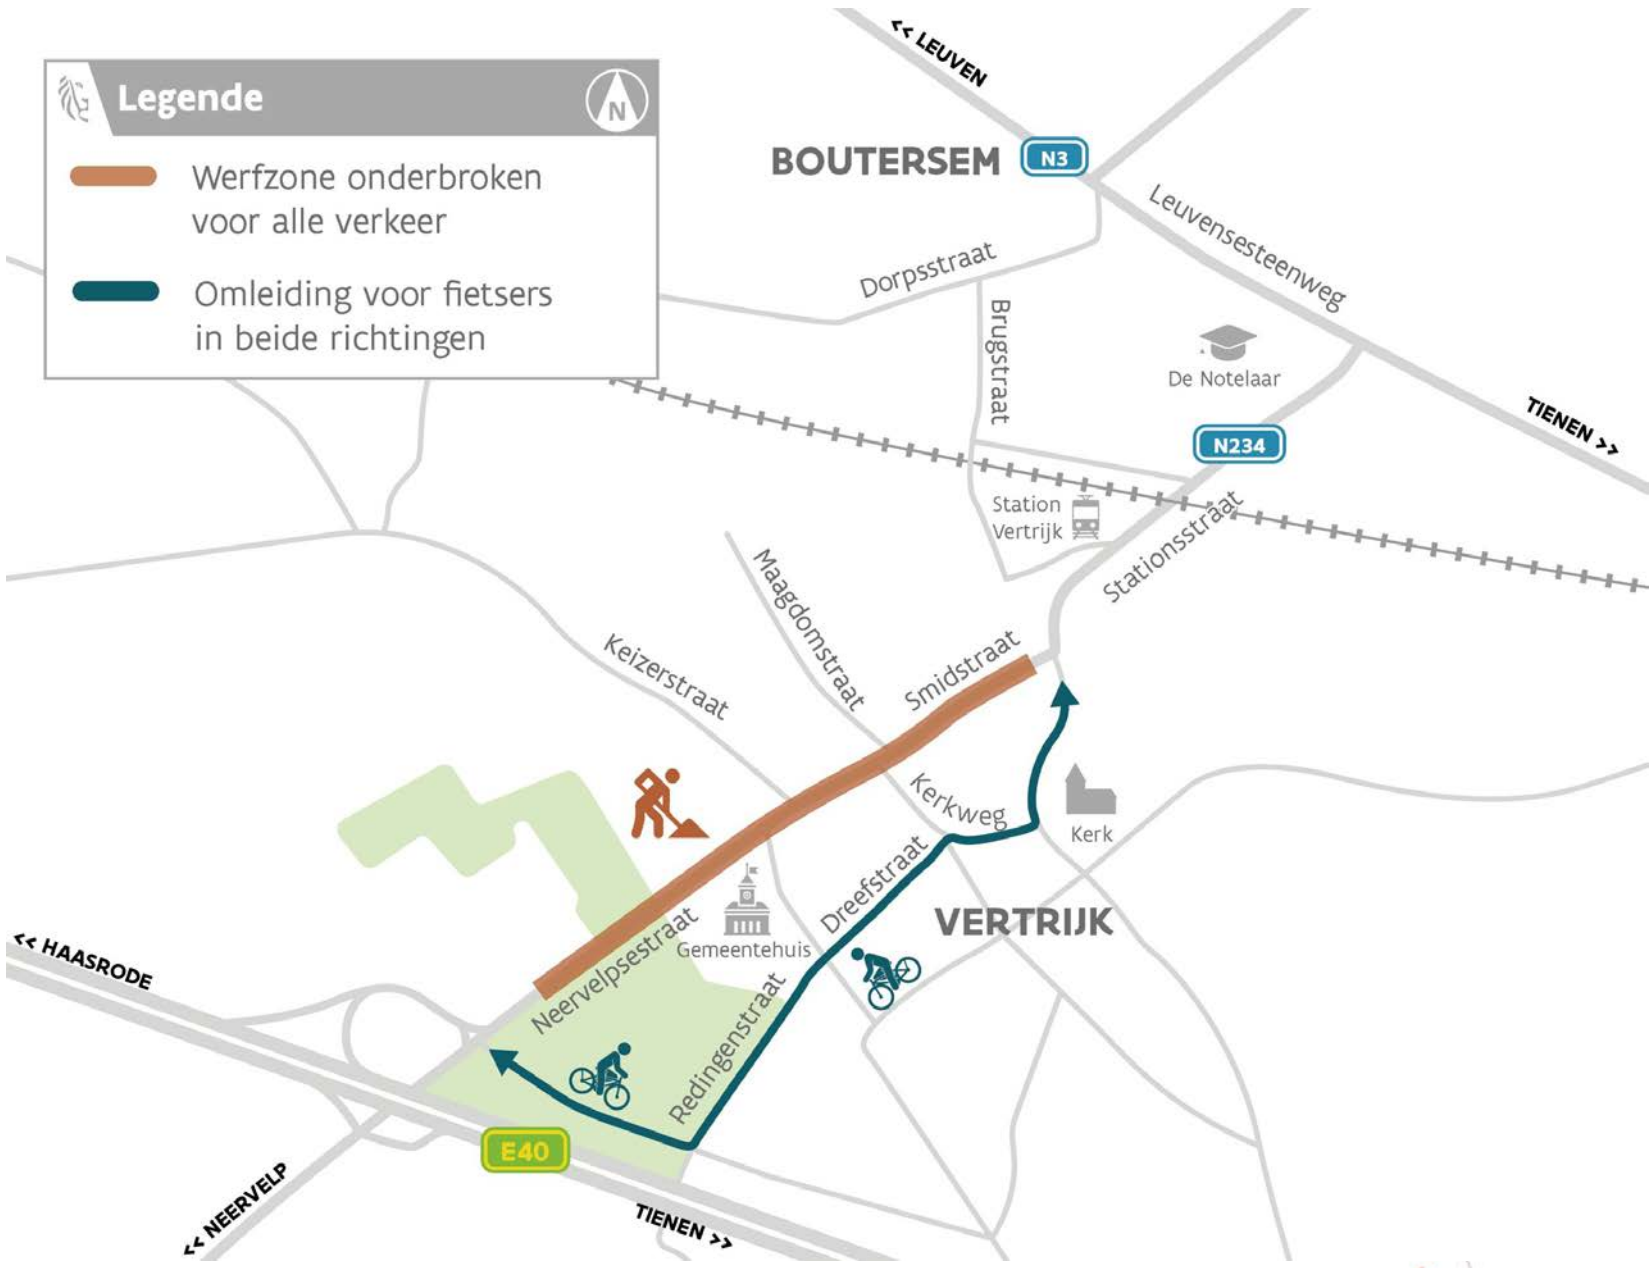 Legende
N
Werfzone onderbroken
voor alle verkeer
Omleiding voor fietsers
in beide richtingen
<< LEUVEN
BOUTERSEM
N3
Leuvensesteenweg
Dorpsstraat
Brugstraat
De Notelaar
TIENEN >>
N234
Station
Vertrijk
Stationsstraat
Maagdomstraat
Keizerstraat
Smidstraat
Kerkweg
Kerk
Dreefstraat
VERTRIJK
Gemeentehuis
Neervelpsestraat
Redingenstraat
<< HAASRODE
E40
<< NEERVELP
TIENEN >>